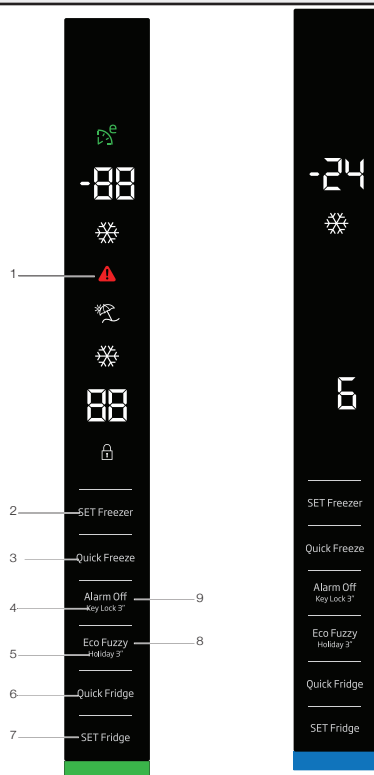 e
-88
1
88
2
SET Freezer
3
Quick Freeze
Alarm Off
9
4
Key Lock 3"
Eco Fuzzy
8
5
Holiday 3"
6
Quick Fridge
7
SET Fridge
-24
6
SET Freezer
Quick Freeze
Alarm Off
Key Lock 3"
Eco Fuzzy
Holiday 3"
Quick Fridge
SET Fridge